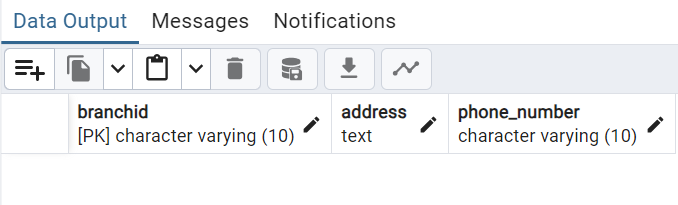 Data Output Messages Notifications
branchid address phone_number
[PK] character varying (10) text character varying (10)